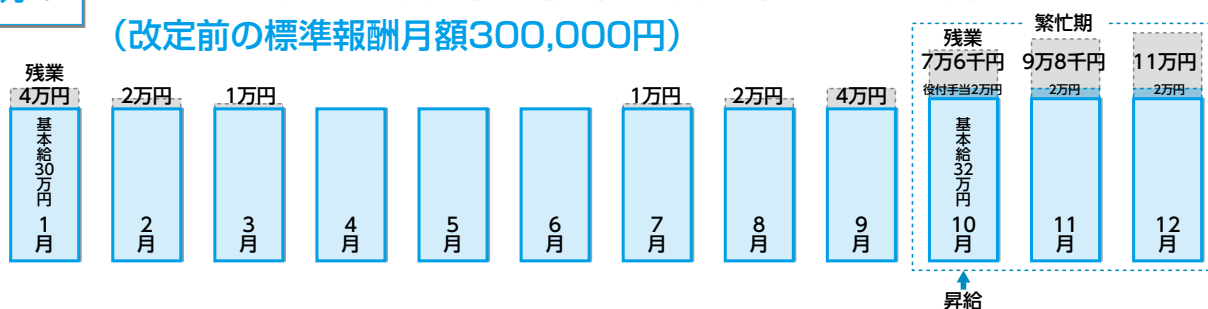 （改定前の標準報酬月額300,000円）
残業
4万円
2万円
1万円
1万円
2万円
4万円
繁忙期
残業
7万6千円
9万8千円
11万円
役付手当2万円
2万円
2万円
基本給30万円
基本給32万円
1月
2月
3月
4月
5月
6月
7月
8月
9月
10月
11月
12月
昇給